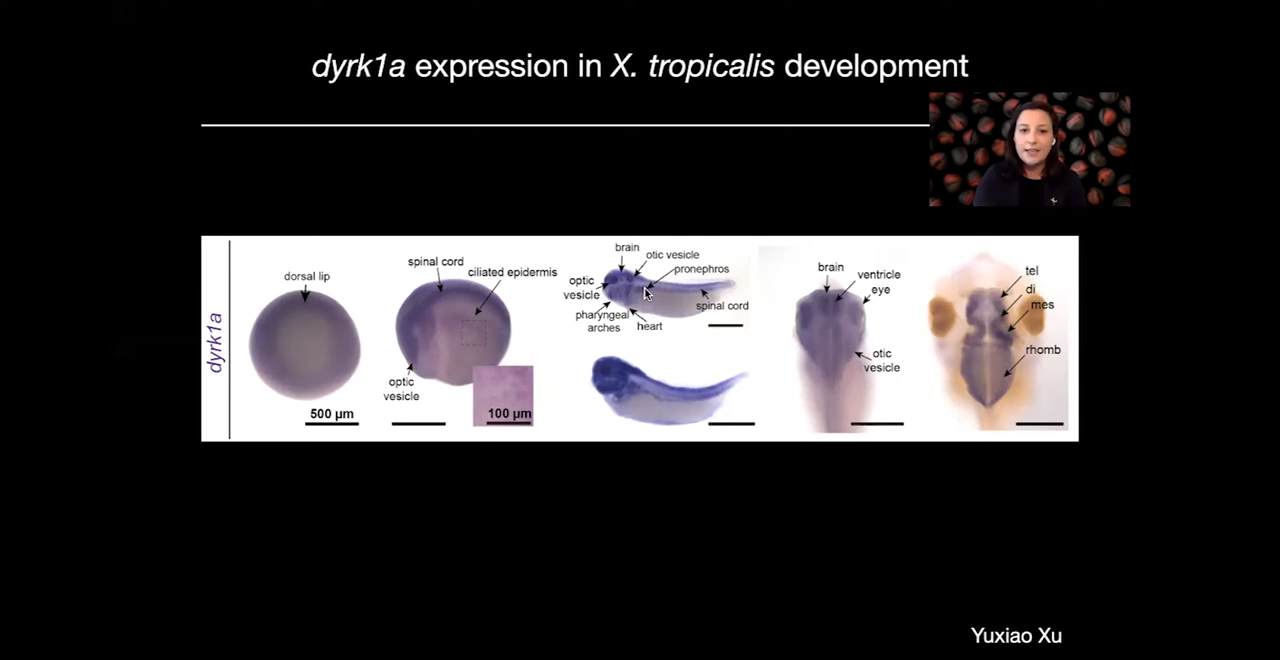 dyrk1a expression in X. tropicalis development
dyrk1a
dorsal lip
500 µm
spinal cord
ciliated epidermis
optic
vesicle
100 µm
brain
otic vesicle
pronephros
optic
vesicle
spinal cord
pharyngeal
arches
heart
brain
ventricle
eye
otic
vesicle
tel
di
mes
rhomb
Yuxiao Xu